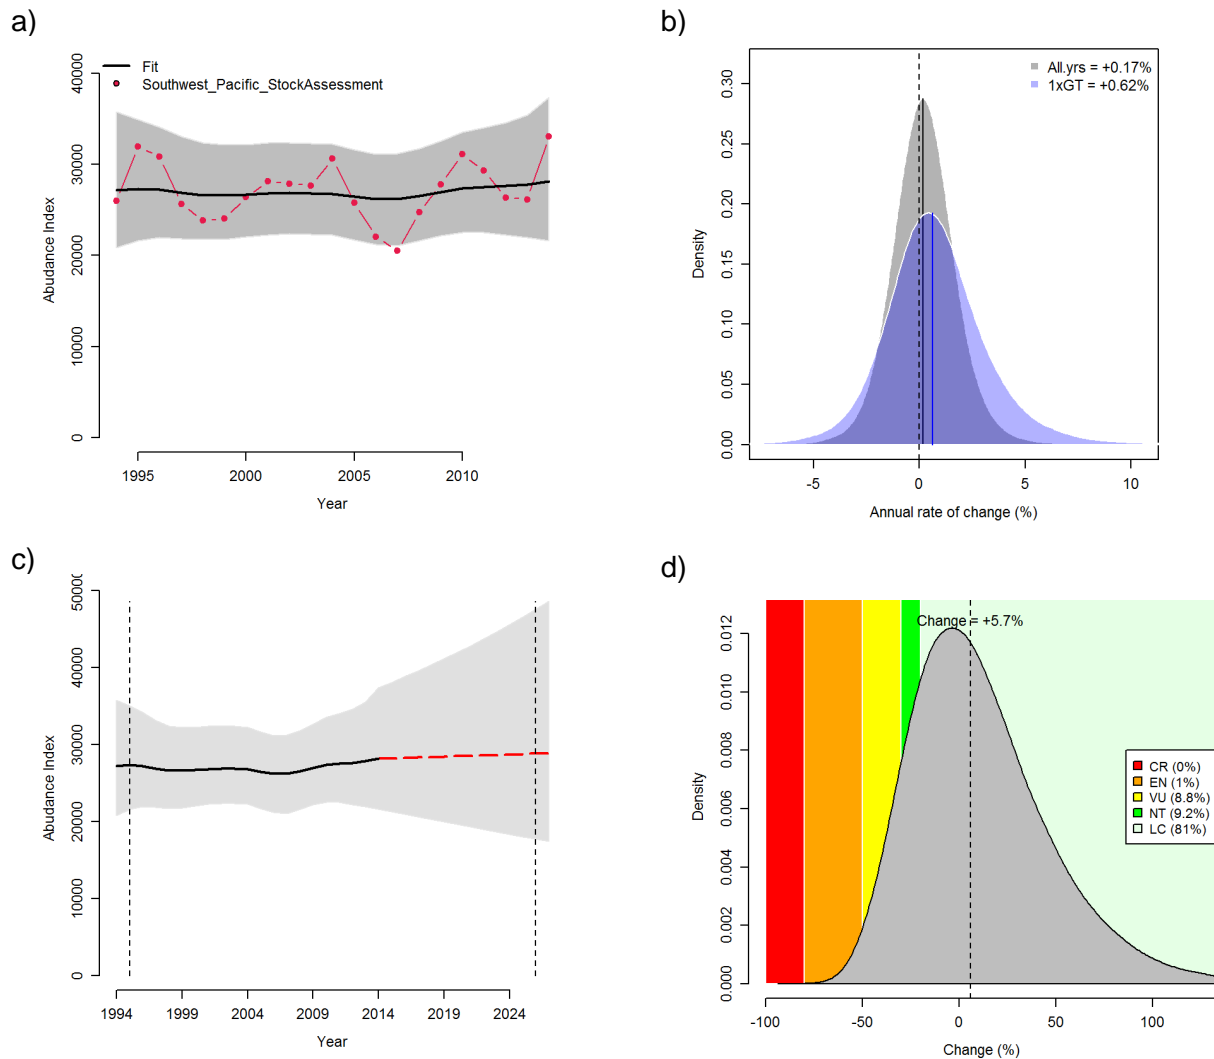 a)
Fit
Southwest_Pacific_StockAssessment
40000
30000
20000
10000
0
Abudance Index
1995 2000 2005 2010
Year
b)
All.yrs = +0.17%
1xGT = +0.62%
0.30
0.25
0.20
0.15
0.10
0.05
0.00
Density
-5 0 5 10
Annual rate of change (%)
c)
50000
40000
30000
20000
10000
0
Abudance Index
1994 1999 2004 2009 2014 2024
Year
d)
Change = +5.7%
0.012
0.010
0.008
0.006
0.004
0.002
0.000
Density
CR (0%)
EN (1%)
VU (8.8%)
NT (9.2%)
LC (81%)
-100 -50 0 50 100
Change (%)